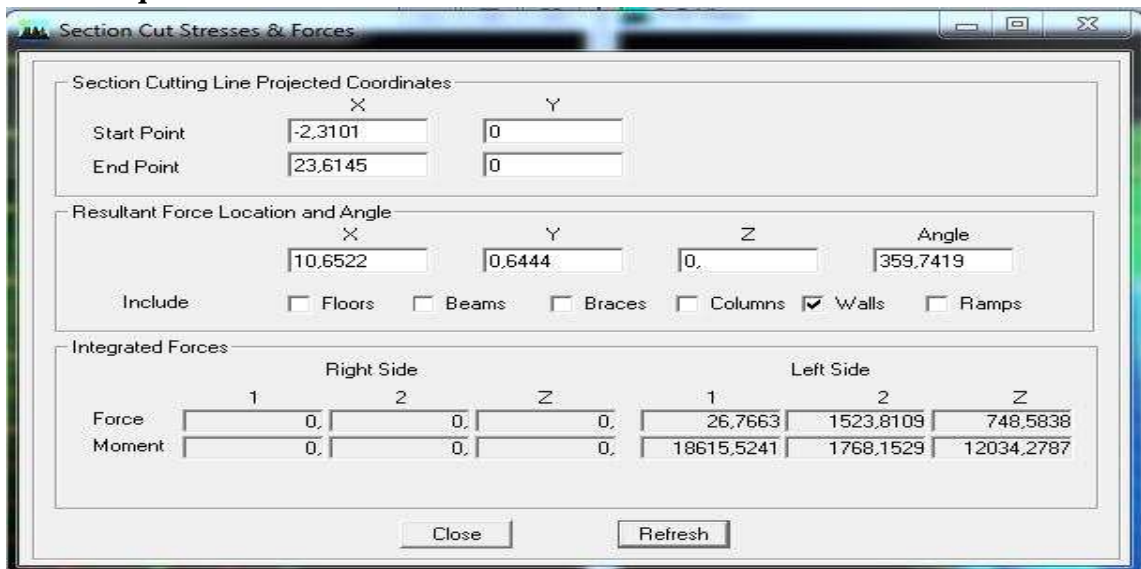 Section Cut Stresses & Forces
Section Cutting Line Projected Coordinates
X Y
Start Point -2,3101 0
End Point 23,6145 0
Resultant Force Location and Angle
X Y Z Angle
10,6522 0,6444 0, 359,7419
Include Floors Beams Braces Columns Walls Ramps
Integrated Forces
Right Side Left Side
1 2 Z 1 2 Z
Force 0, 0, 0, 26,7663 1523,8109 748,5838
Moment 0, 0, 0, 18615,5241 1768,1529 12034,2787
Close Refresh